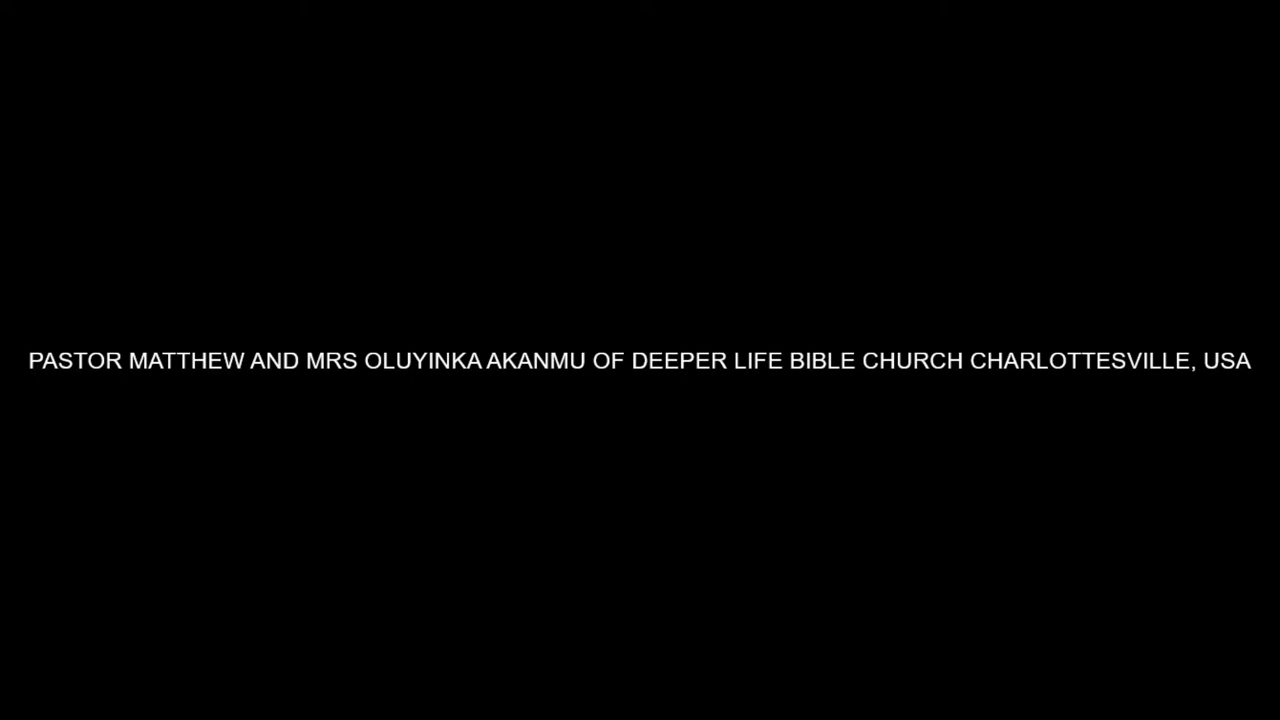 PASTOR MATTHEW AND MRS OLUYINKA AKANMU OF DEEPER LIFE BIBLE CHURCH CHARLOTTESVILLE, USA